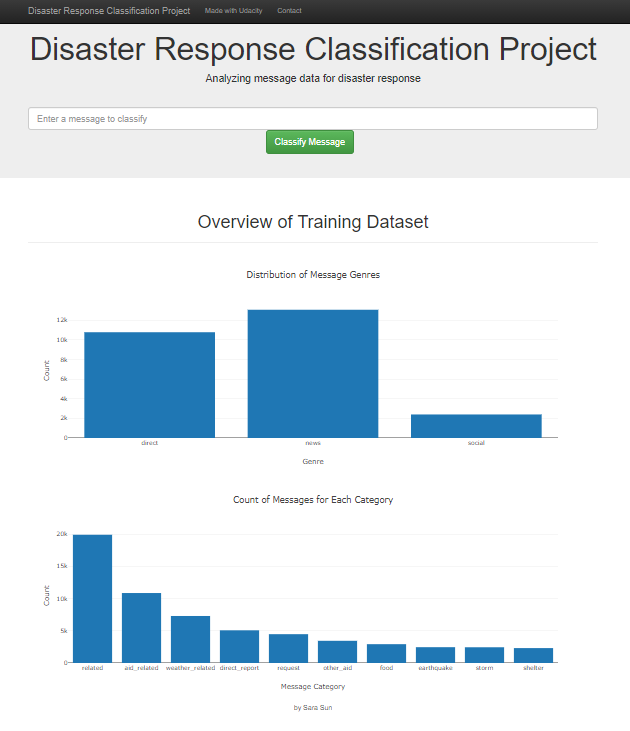 Disaster Response Classification Project Made with Udacity Contact
Disaster Response Classification Project
Analyzing message data for disaster response
Enter a message to classify
Classify Message
Overview of Training Dataset
Distribution of Message Genres
12k
10k
8k
6k
4k
2k
0
Count
direct news social
Genre
Count of Messages for Each Category
20k
15k
10k
5k
0
Count
related aid_related weather_related direct_report request other_aid food earthquake storm shelter
Message Category
by Sara Sun